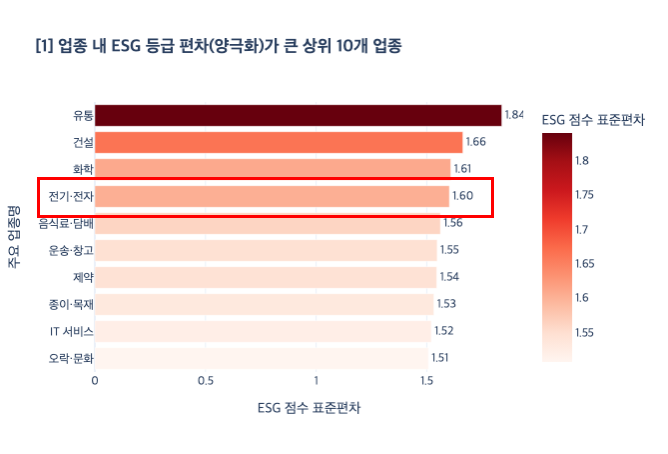 [1] 업종 내 ESG 등급 편차(양극화)가 큰 상위 10개 업종
주요 업종명
유통 1.84
건설 1.66
화학 1.61
전기·전자 1.60
음식료·담배 1.56
운송·창고 1.55
제약 1.54
종이·목재 1.53
IT 서비스 1.52
오락·문화 1.51
0 0.5 1 1.5
ESG 점수 표준편차
ESG 점수 표준편차
1.8
1.75
1.7
1.65
1.6
1.55